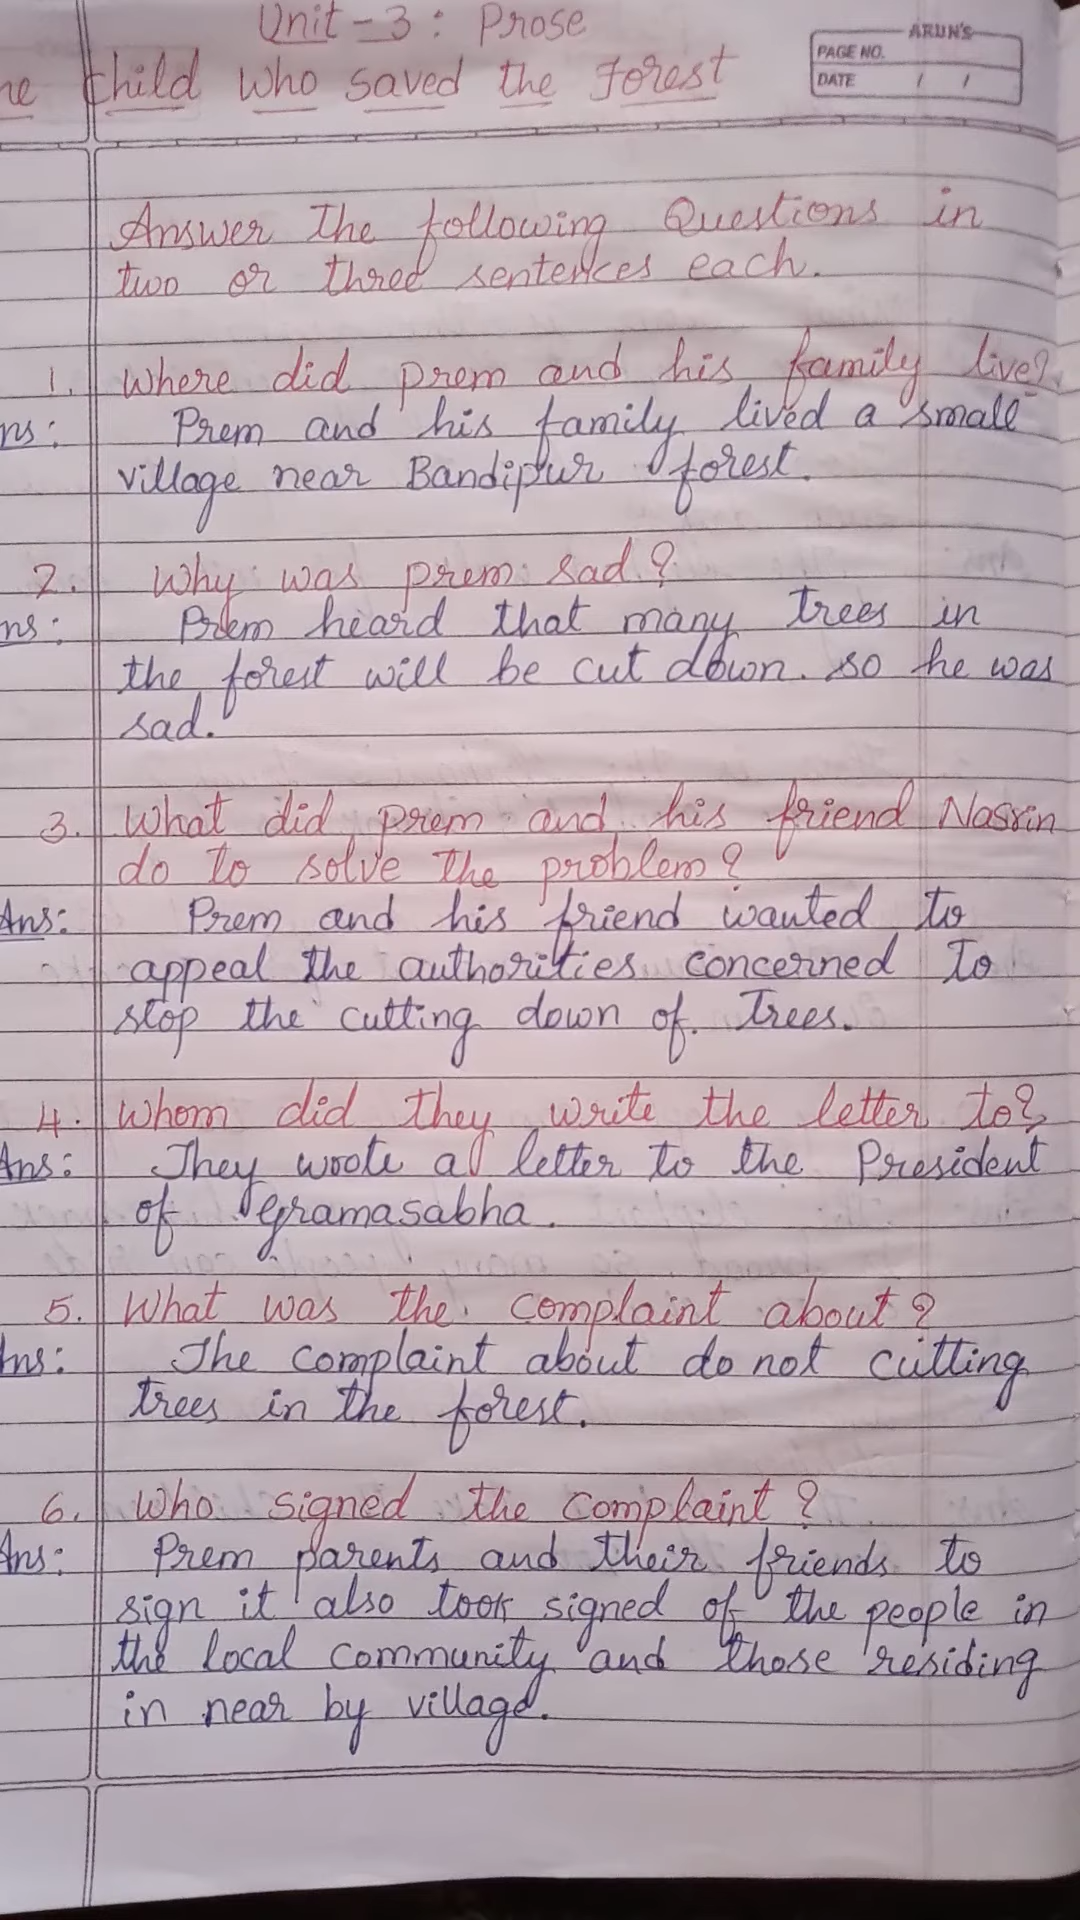 Unit - 3 : Prose
ARUN'S
PAGE NO.
DATE / /
he child who saved the Forest
Answer The following Questions in
two or three sentences each.
1. Where did prem and his family live?
ns: Prem and his family lived a small
village near Bandipur forest.
2. Why was prem sad ?
ns: Prem heard that many trees in
the forest will be cut down. so he was
sad.
3. What did prem and his friend Nasrin
do to solve the problem?
Ans: Prem and his friend wanted to
appeal the authorities concerned To
stop the cutting down of. Trees.
4. Whom did they write the letter to?
Ans: They wrote a letter to the President
of gramasabha.
5. What was the complaint about ?
Ans: The complaint about do not cutting
trees in the forest.
6. Who signed the complaint ?
Ans: Prem parents and their friends to
sign it also took signed of the people in
the local community and those residing
in near by village.